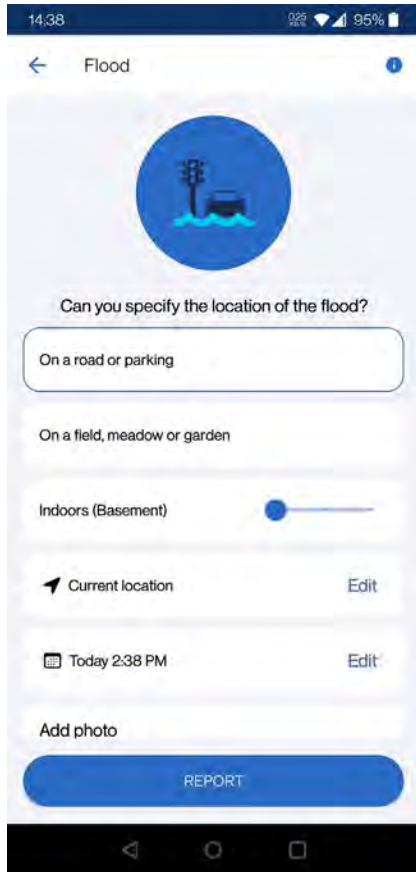 14.38
95%
Flood
Can you specify the location of the flood?
On a road or parking
On a field, meadow or garden
Indoors (Basement)
Current location
Edit
Today 2:38 PM
Edit
Add photo
REPORT